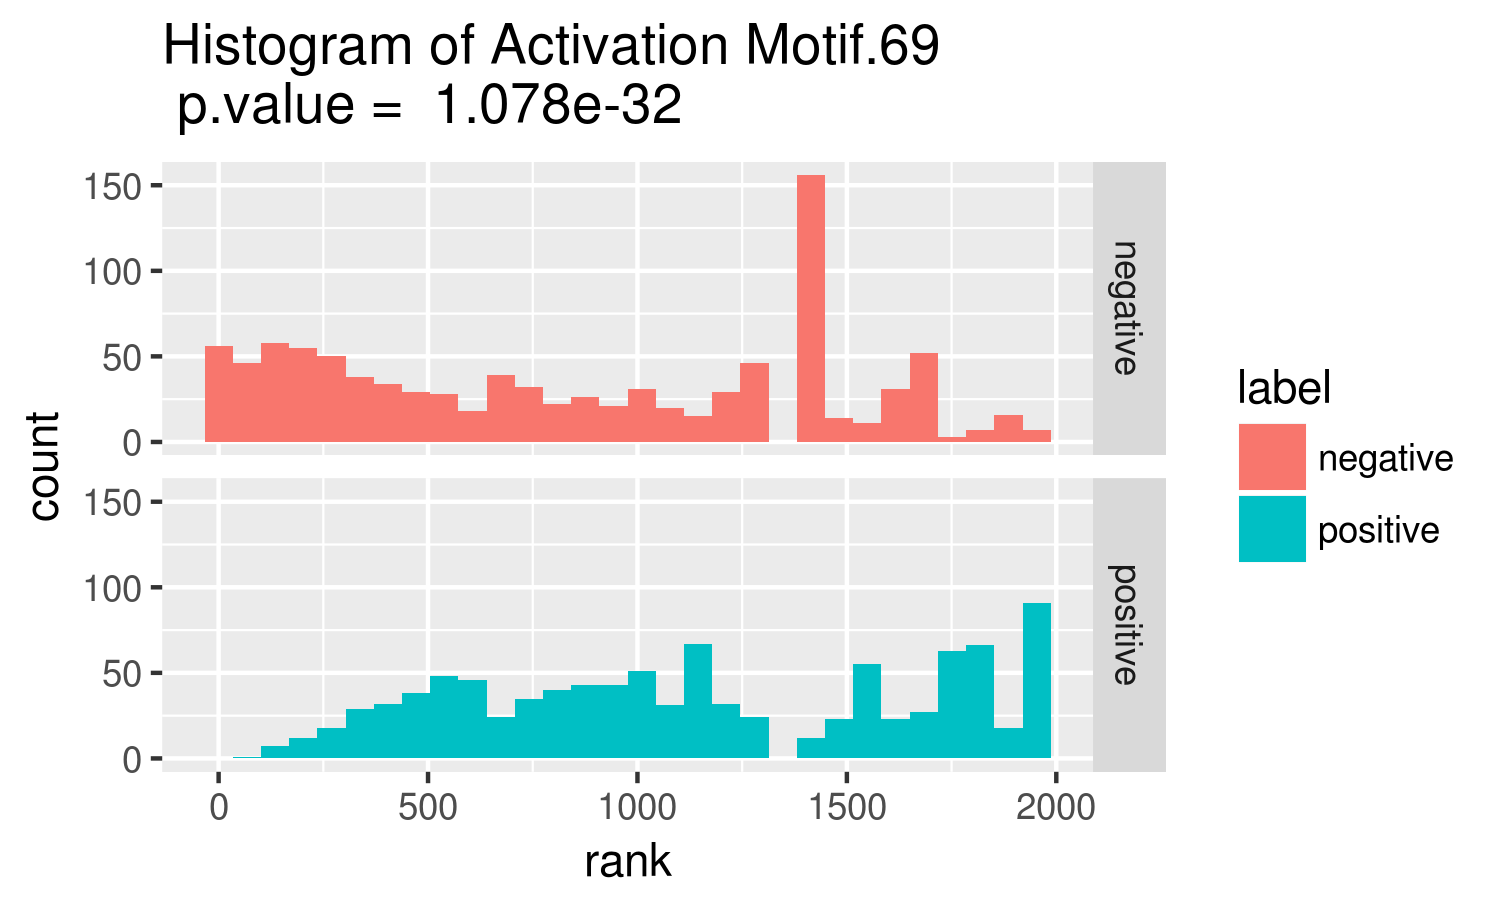 Histogram of Activation Motif.69
p.value =  1.078e-32
150
100
50
0
negative
150
100
50
0
positive
count
0 500 1000 1500 2000
rank
label
negative
positive